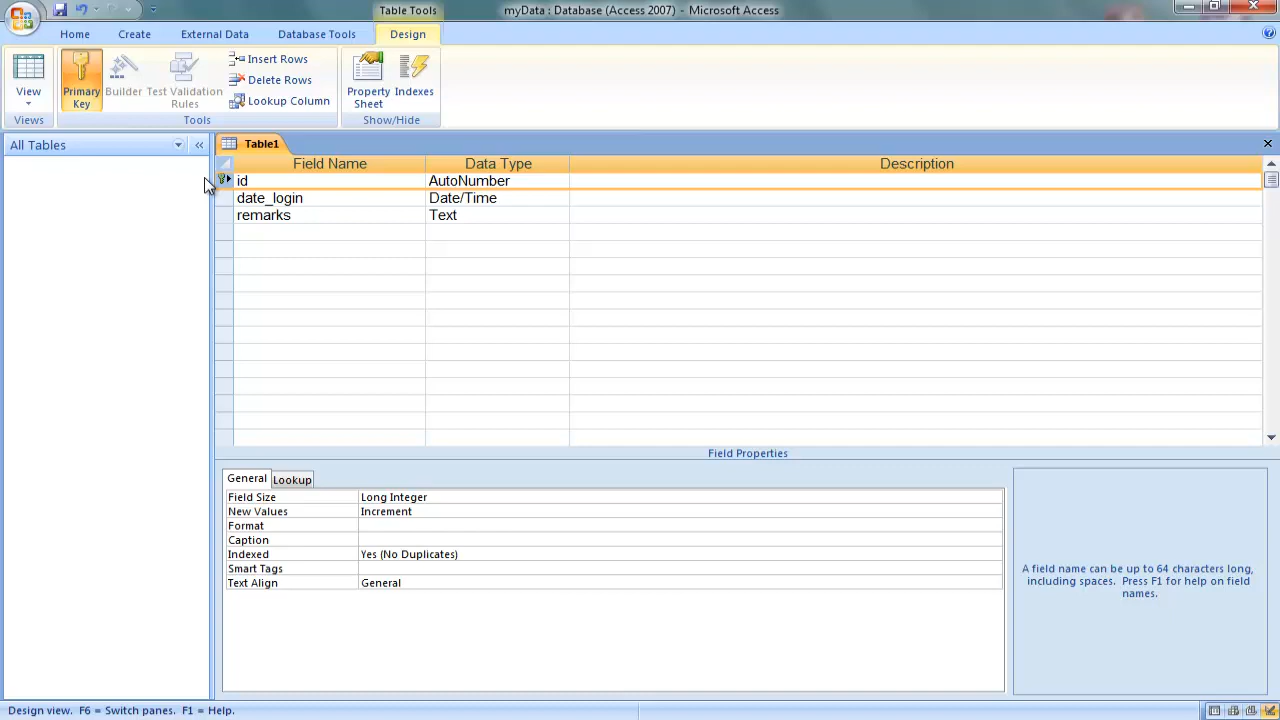 Table Tools
myData : Database (Access 2007) - Microsoft Access
Home
Create
External Data
Database Tools
Design
View
Primary Key
Builder
Test Validation Rules
Insert Rows
Delete Rows
Lookup Column
Property Sheet
Indexes
Views
Tools
Show/Hide
All Tables
Table1
Field Name Data Type Description
id AutoNumber
date_login Date/Time
remarks Text
Field Properties
General Lookup
Field Size Long Integer
New Values Increment
Format
Caption
Indexed Yes (No Duplicates)
Smart Tags
Text Align General
A field name can be up to 64 characters long,
including spaces. Press F1 for help on field
names.
Design view. F6 = Switch panes. F1 = Help.